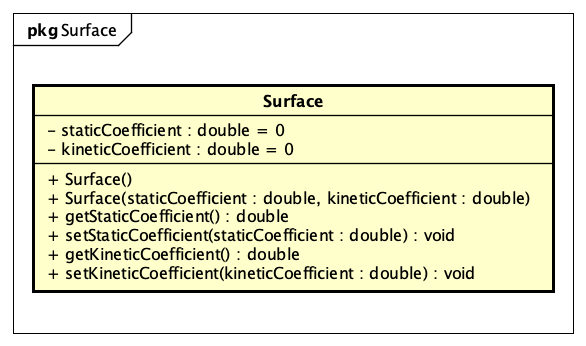 pkg Surface
Surface
– staticCoefficient : double = 0
– kineticCoefficient : double = 0
+ Surface()
+ Surface(staticCoefficient : double, kineticCoefficient : double)
+ getStaticCoefficient() : double
+ setStaticCoefficient(staticCoefficient : double) : void
+ getKineticCoefficient() : double
+ setKineticCoefficient(kineticCoefficient : double) : void